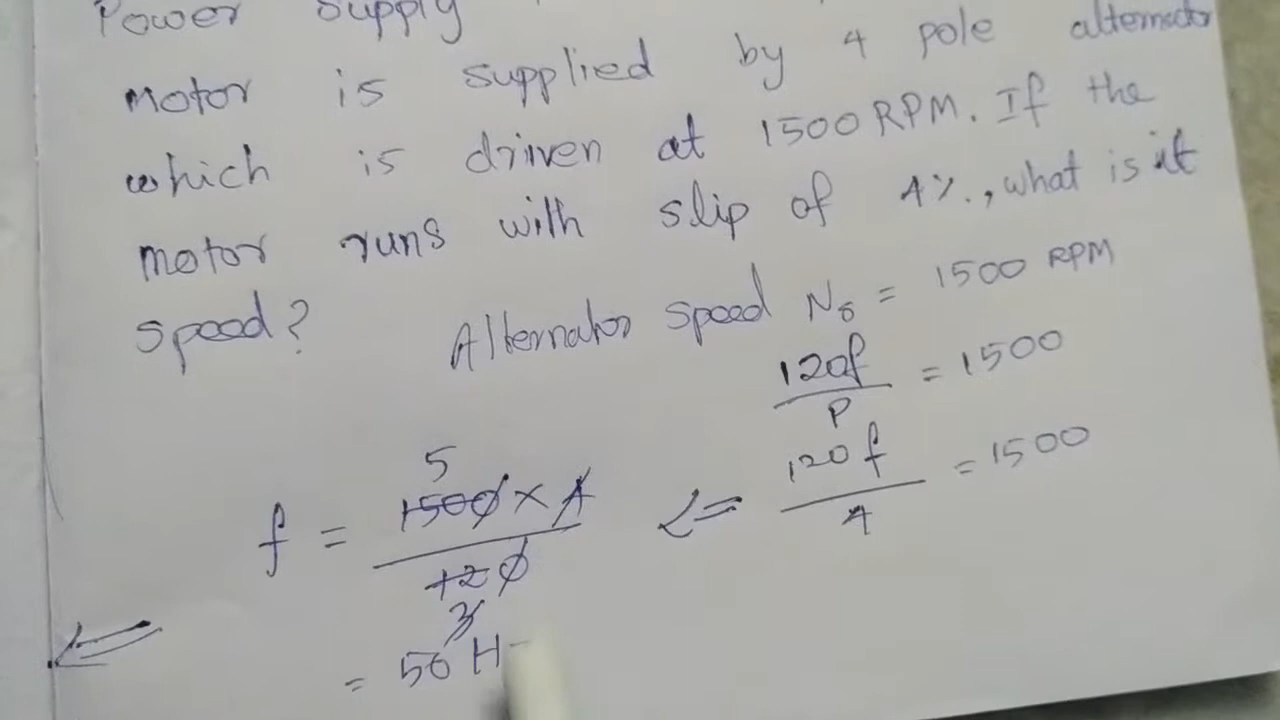 Power supply
motor is supplied by 4 pole alternator
which is driven at 1500 RPM. If the
motor runs with slip of 4%., what is it
speed?
Alternator speed Ns = 1500 RPM
120f / P = 1500
120f / 4 = 1500
f = 1500 × 4 / 120 <=
5
3
<=
= 50 H